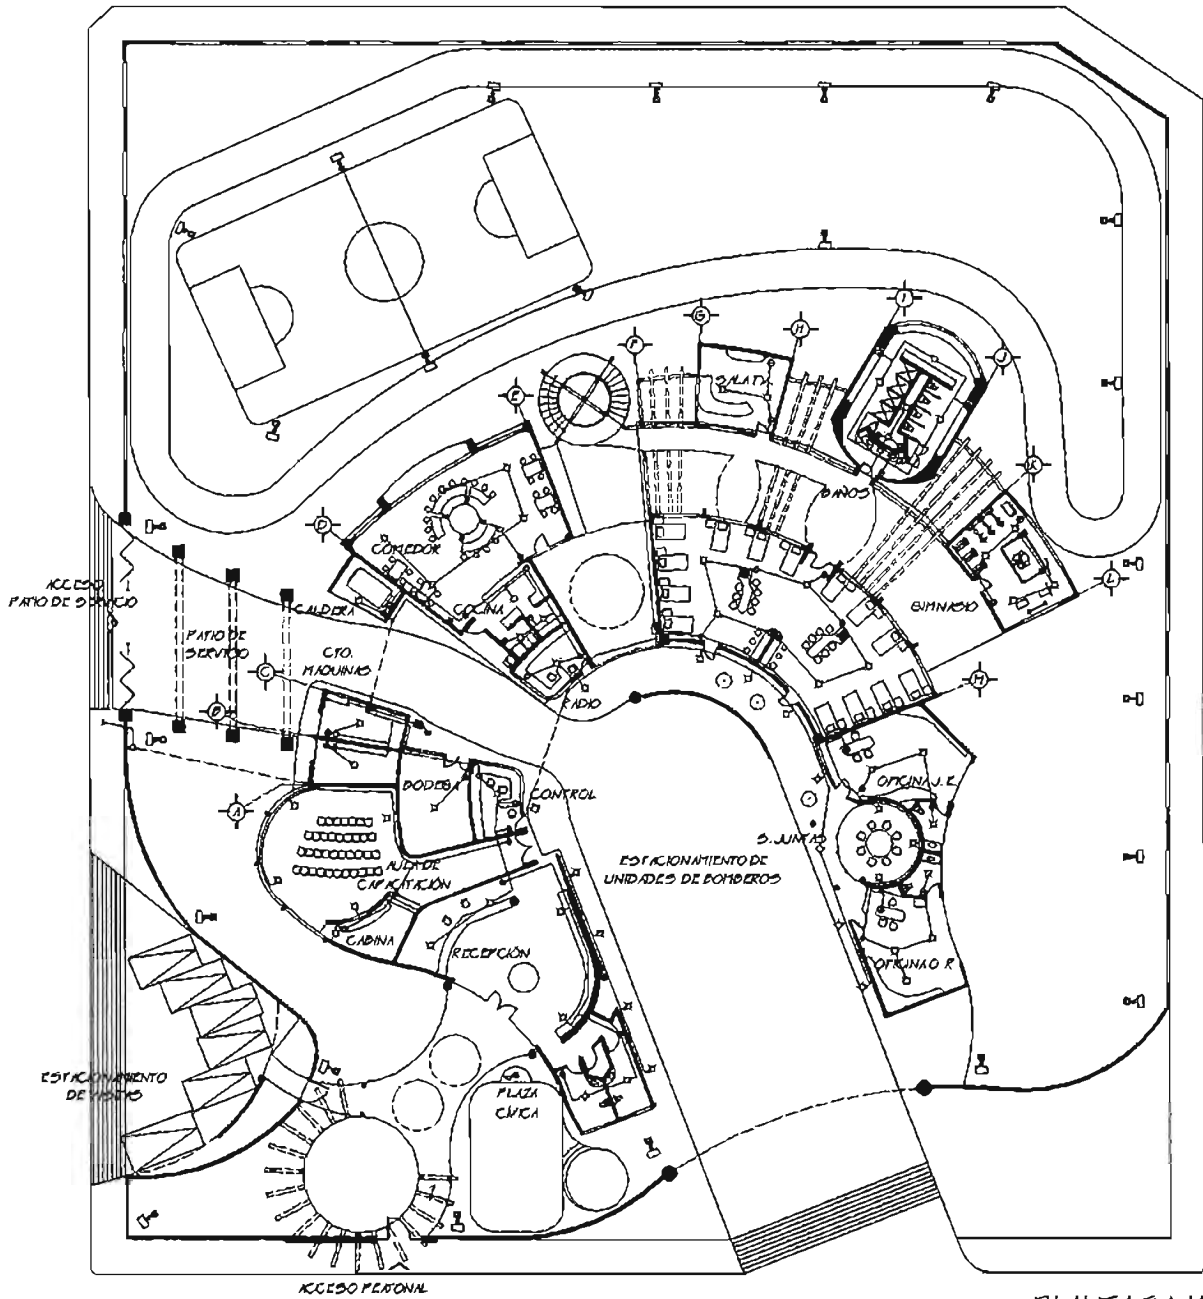 I
G
H
F
J
SALA TV.
E
K
BAÑOS
D
COMEDOR
L
ACCESO
PATIO DE SERVICIO
CALDERA
COCINA
GIMNASIO
PATIO DE
SERVICIO
CTO.
MAQUINAS
C
M
RADIO
B
OFICINA J. E.
BODEGA
CONTROL
A
S. JUNTAS
ESTACIONAMIENTO DE
UNIDADES DE BOMBEROS
AULA DE
CAPACITACIÓN
CABINA
RECEPCIÓN
OFICINA O. R.
ESTACIONAMIENTO
DE VISITAS
PLAZA
CÍVICA
ACCESO PEATONAL